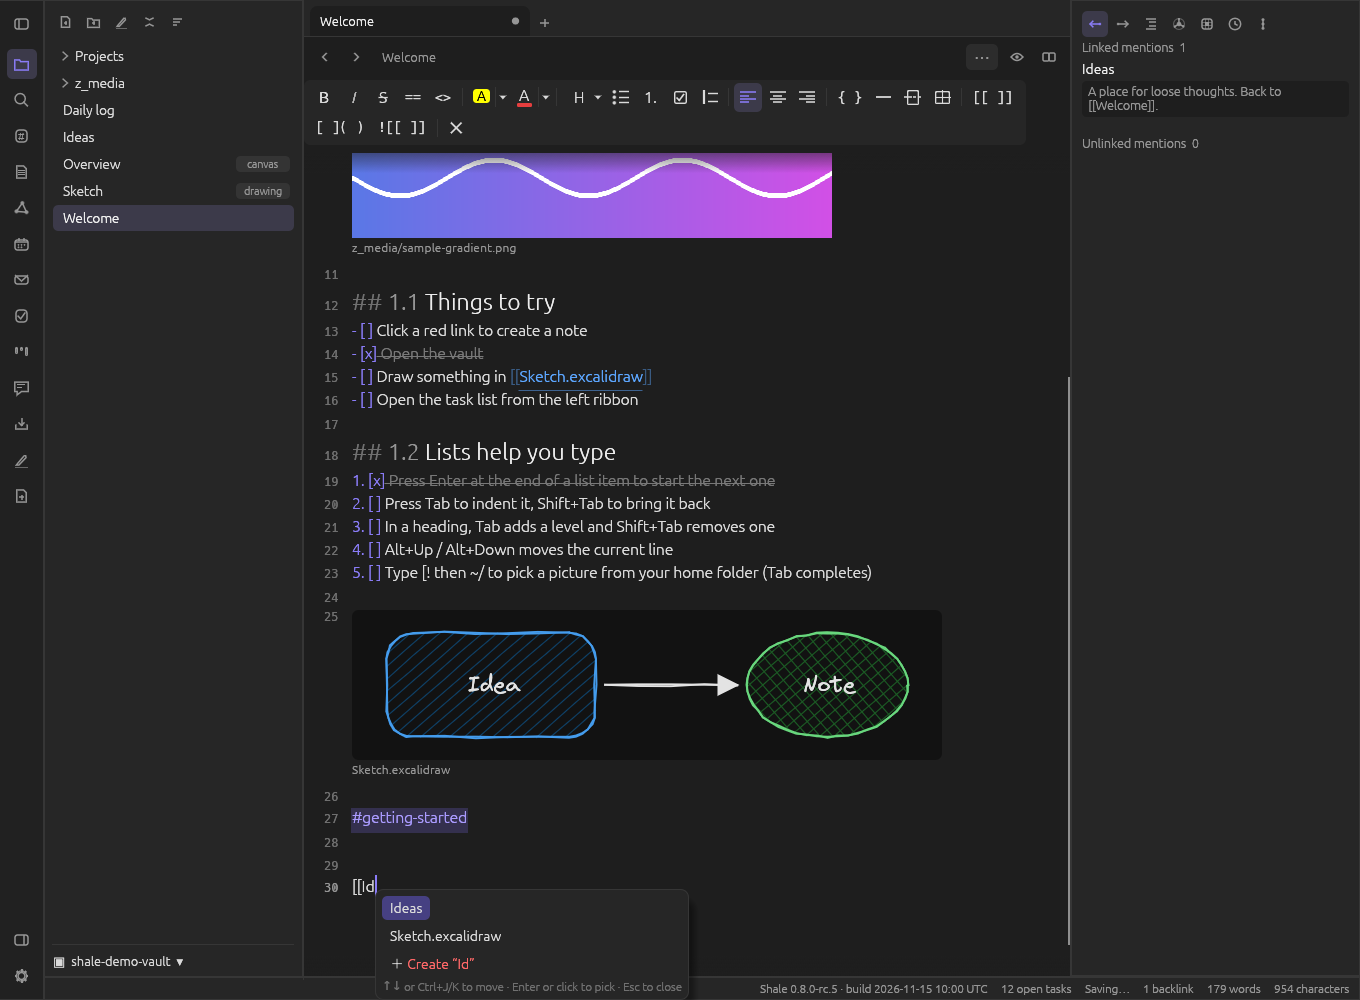 Projects
z_media
Daily log
Ideas
Overview canvas
Sketch drawing
Welcome
shale-demo-vault ▾
Welcome
Welcome
B I S == <> A A H 1. { } — [[ ]]
[ ]( ) ![[ ]] ✕
z_media/sample-gradient.png
11
12 ## 1.1 Things to try
13 - [ ] Click a red link to create a note
14 - [x] Open the vault
15 - [ ] Draw something in [[Sketch.excalidraw]]
16 - [ ] Open the task list from the left ribbon
17
18 ## 1.2 Lists help you type
19 1. [x] Press Enter at the end of a list item to start the next one
20 2. [ ] Press Tab to indent it, Shift+Tab to bring it back
21 3. [ ] In a heading, Tab adds a level and Shift+Tab removes one
22 4. [ ] Alt+Up / Alt+Down moves the current line
23 5. [ ] Type [! then ~/ to pick a picture from your home folder (Tab completes)
24
25
Idea Note
Sketch.excalidraw
26
27 #getting-started
28
29
30 [[Id
Ideas
Sketch.excalidraw
+ Create “Id”
↑↓ or Ctrl+J/K to move · Enter or click to pick · Esc to close
Linked mentions 1
Ideas
A place for loose thoughts. Back to
[[Welcome]].
Unlinked mentions 0
Shale 0.8.0-rc.5 · build 2026-11-15 10:00 UTC 12 open tasks Saving… 1 backlink 179 words 954 characters